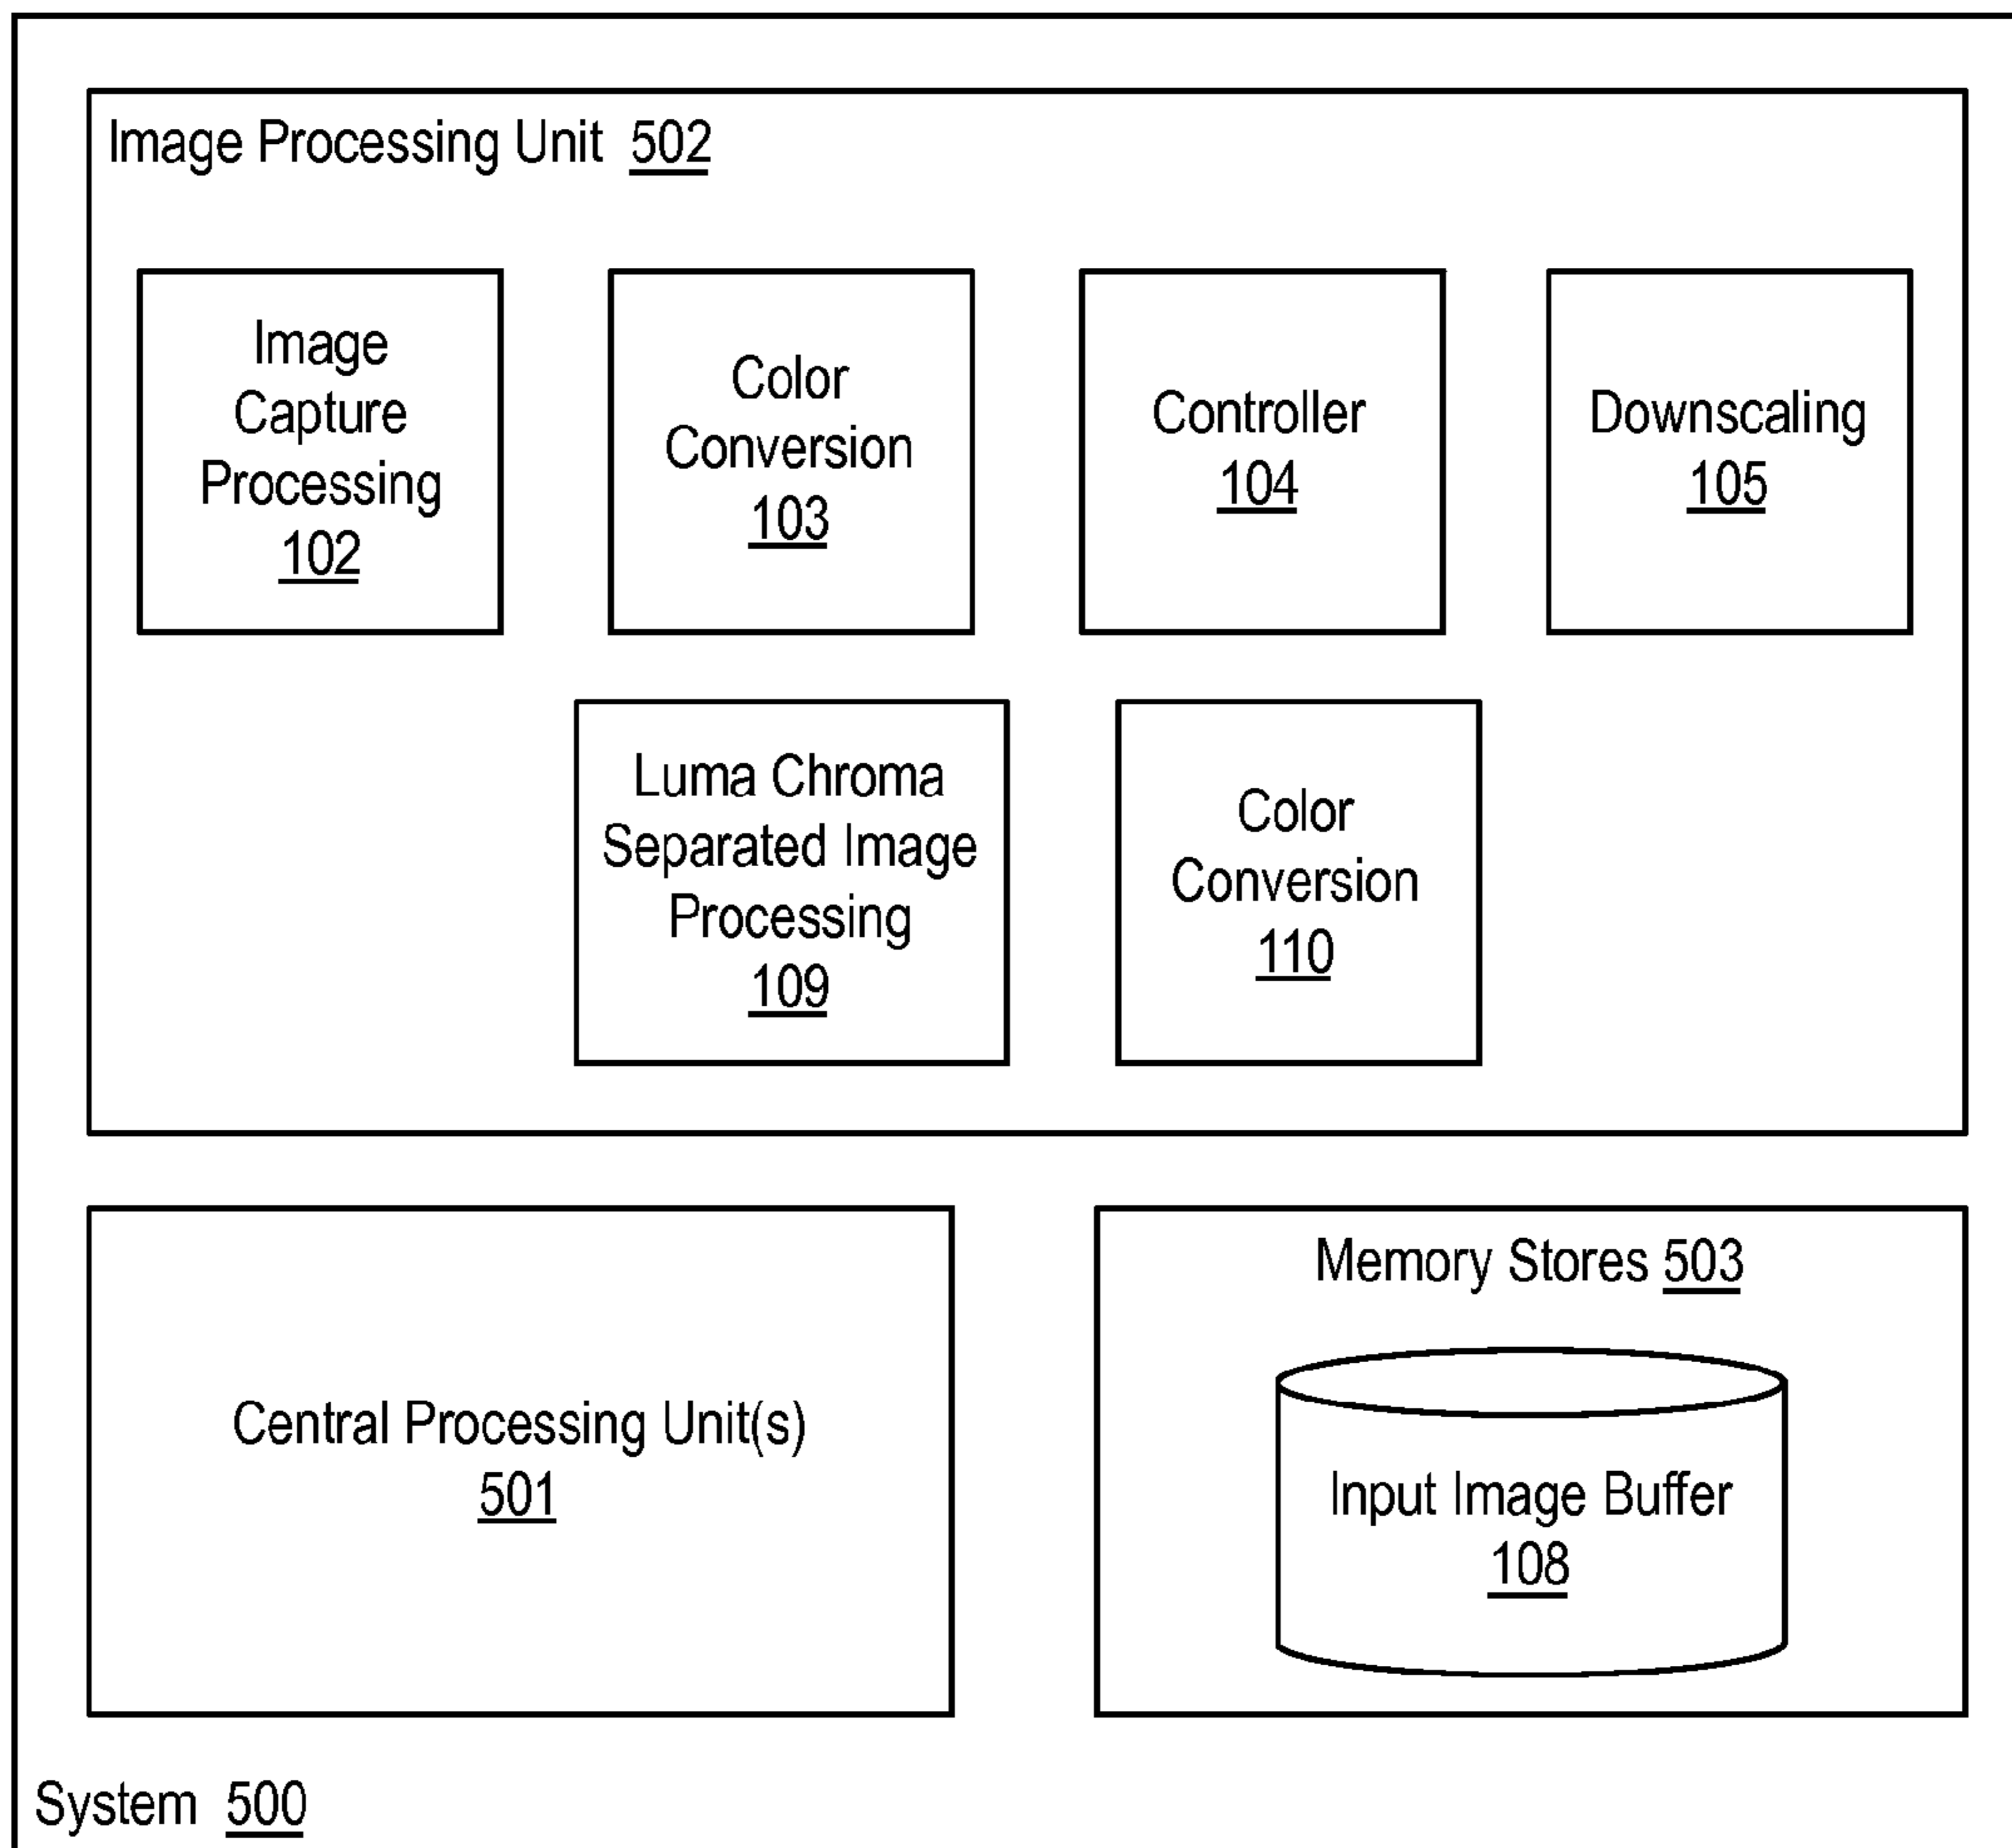 Image Processing Unit 502
Image
Capture
Processing
102
Color
Conversion
103
Controller
104
Downscaling
105
Luma Chroma
Separated Image
Processing
109
Color
Conversion
110
Central Processing Unit(s)
501
Memory Stores 503
Input Image Buffer
108
System 500